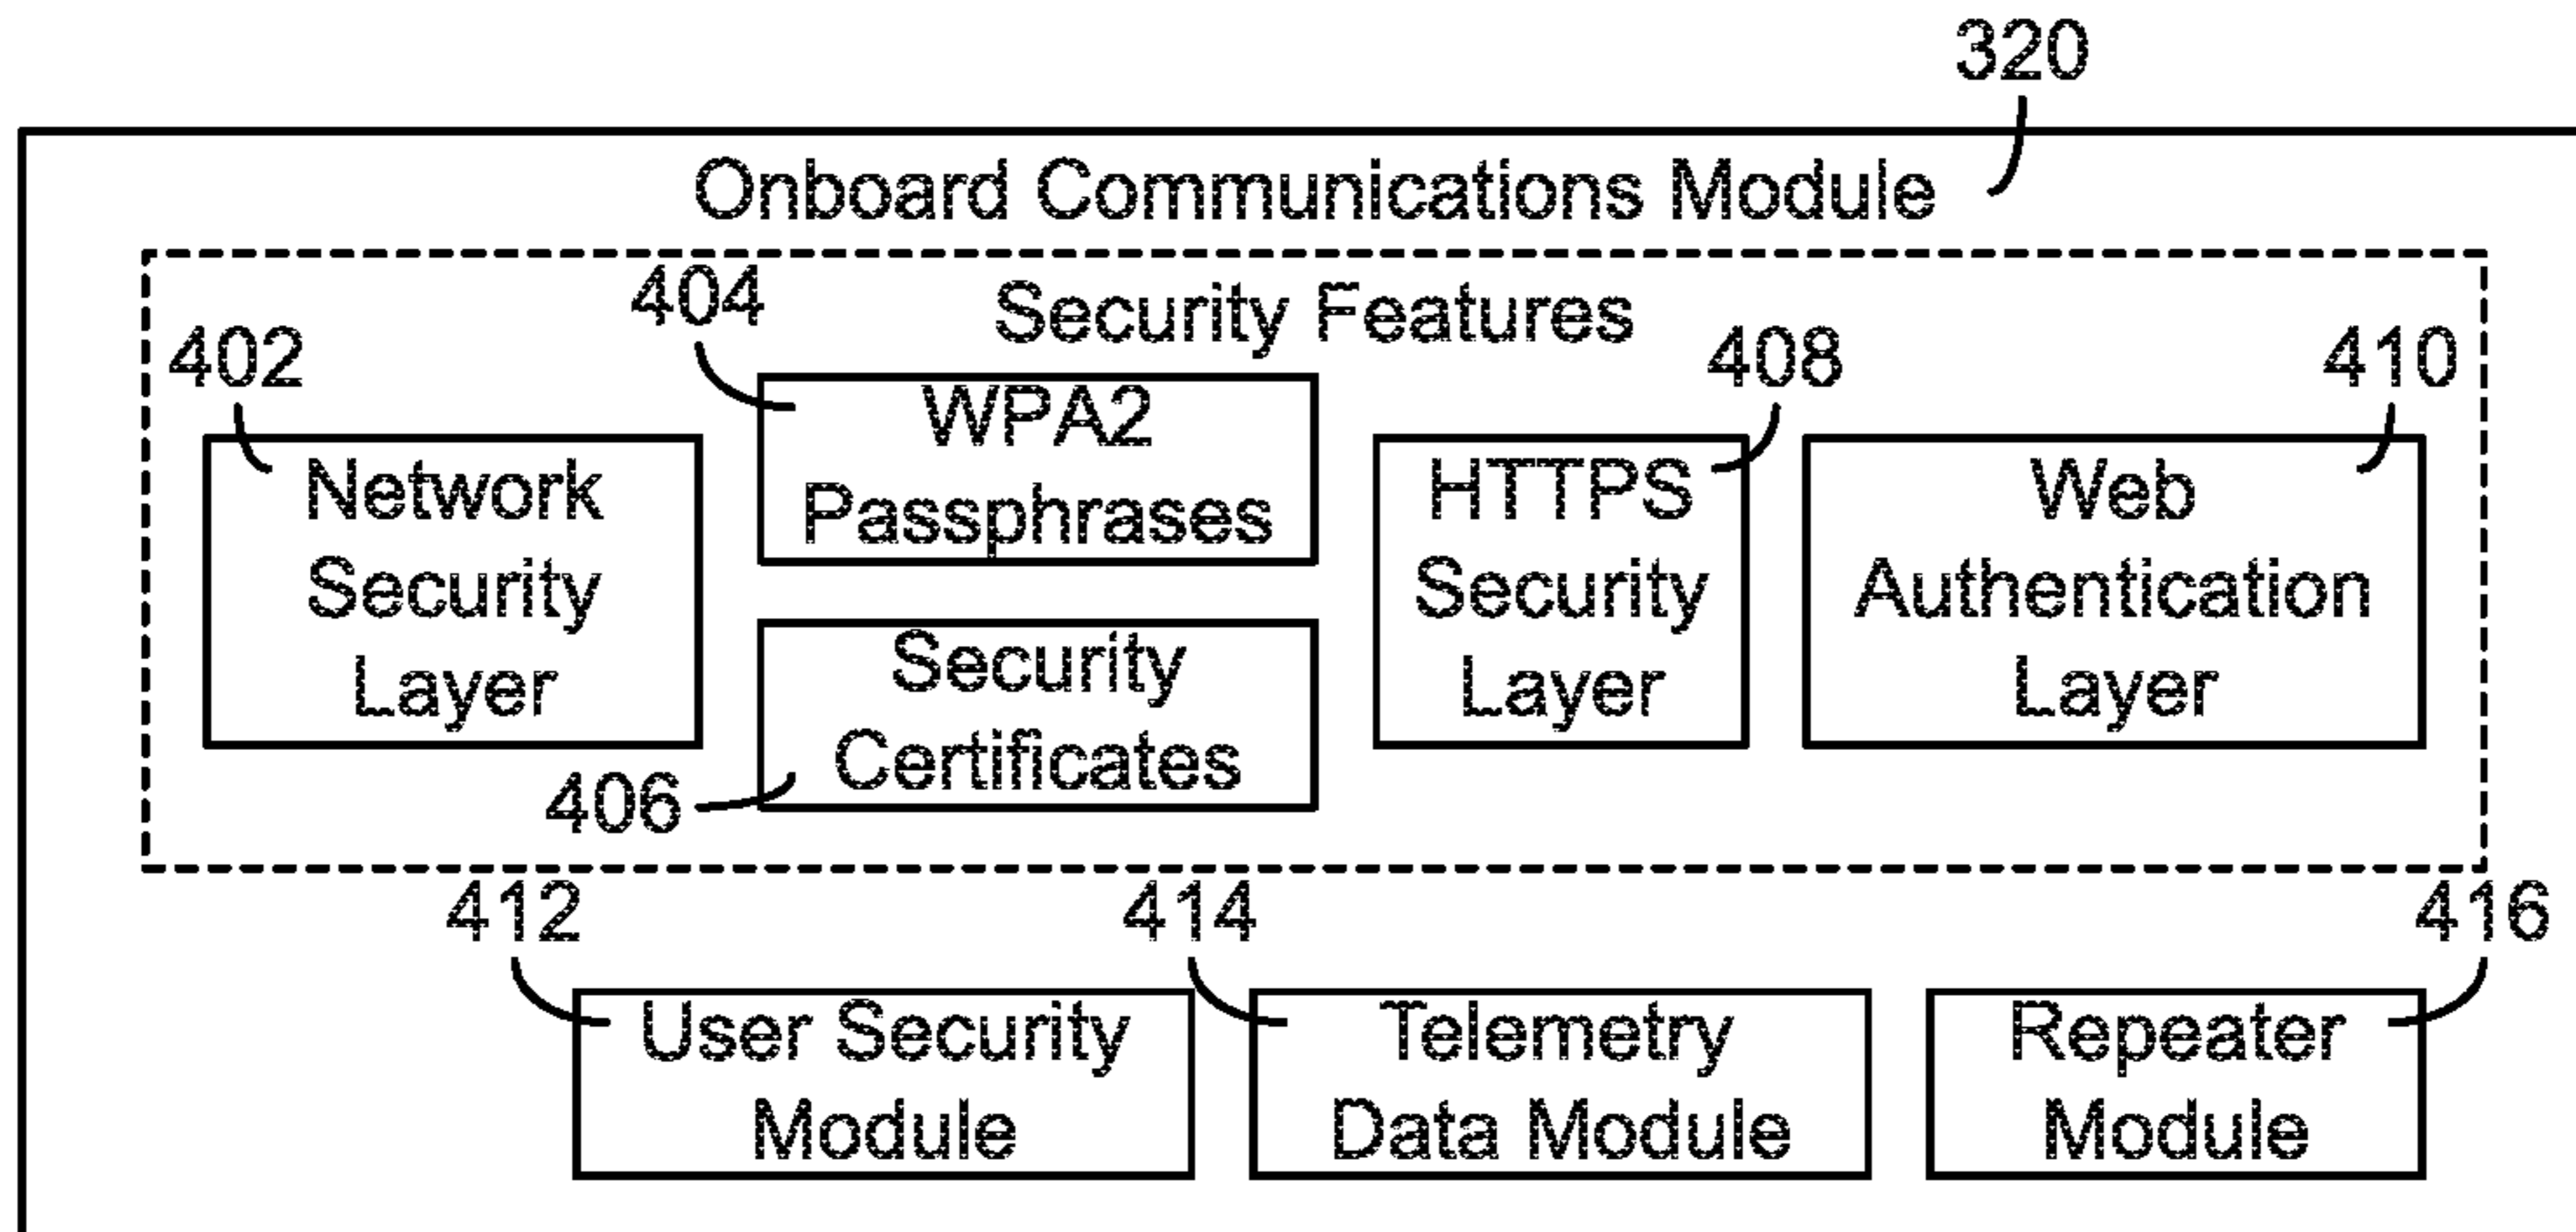 320
Onboard Communications Module
Security Features
402
Network
Security
Layer
404
WPA2
Passphrases
406
Security
Certificates
408
HTTPS
Security
Layer
410
Web
Authentication
Layer
412
User Security
Module
414
Telemetry
Data Module
416
Repeater
Module